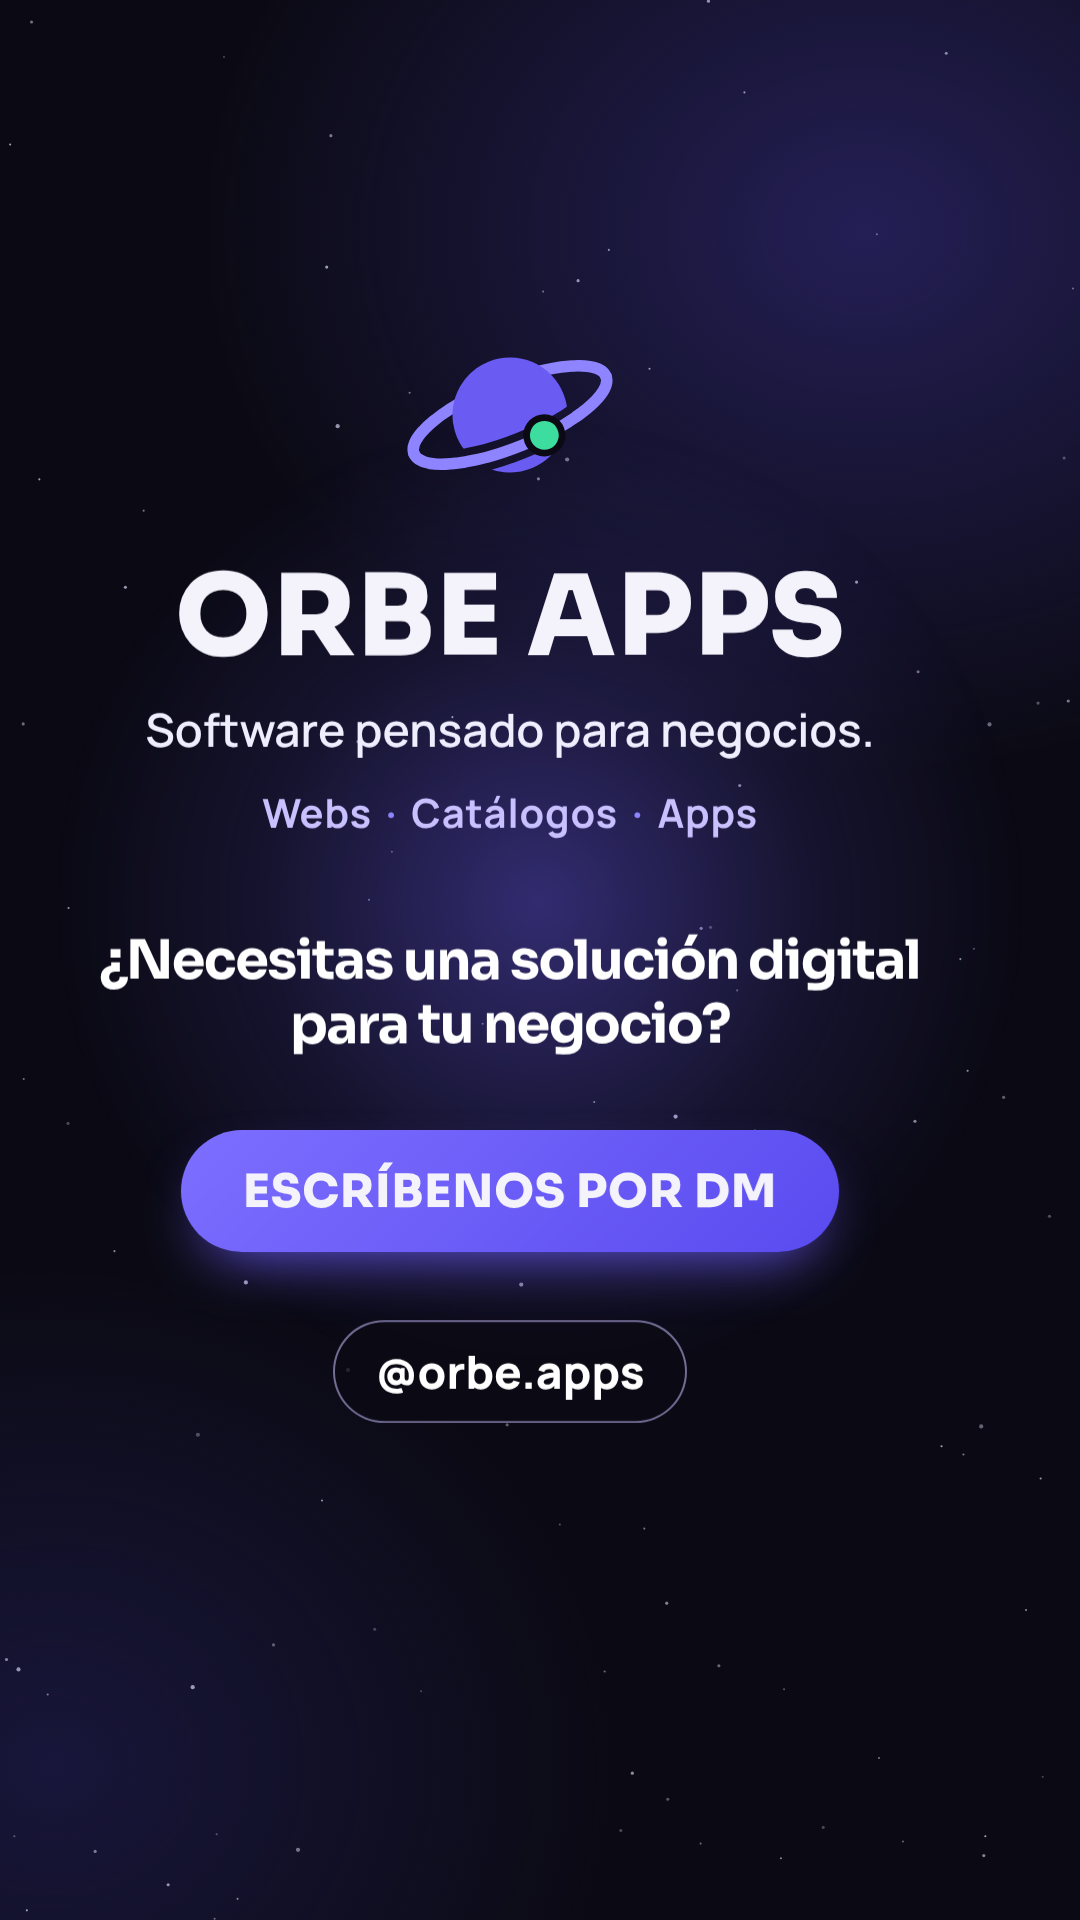 ORBE APPS
Software pensado para negocios.
Webs · Catálogos · Apps
¿Necesitas una solución digital
para tu negocio?
ESCRÍBENOS POR DM
@orbe.apps